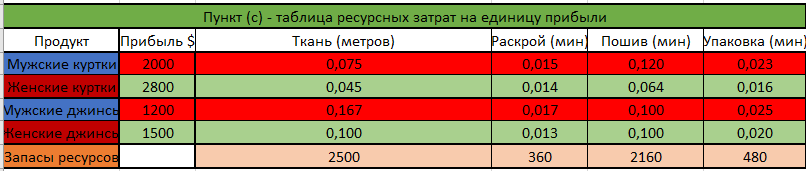 Пункт (с) - таблица ресурсных затрат на единицу прибыли
Продукт Прибыль $ Ткань (метров) Раскрой (мин) Пошив (мин) Упаковка (мин)
Мужские куртки 2000 0,075 0,015 0,120 0,023
Женские куртки 2800 0,045 0,014 0,064 0,016
Мужские джинсы 1200 0,167 0,017 0,100 0,025
Женские джинсы 1500 0,100 0,013 0,100 0,020
Запасы ресурсов 2500 360 2160 480